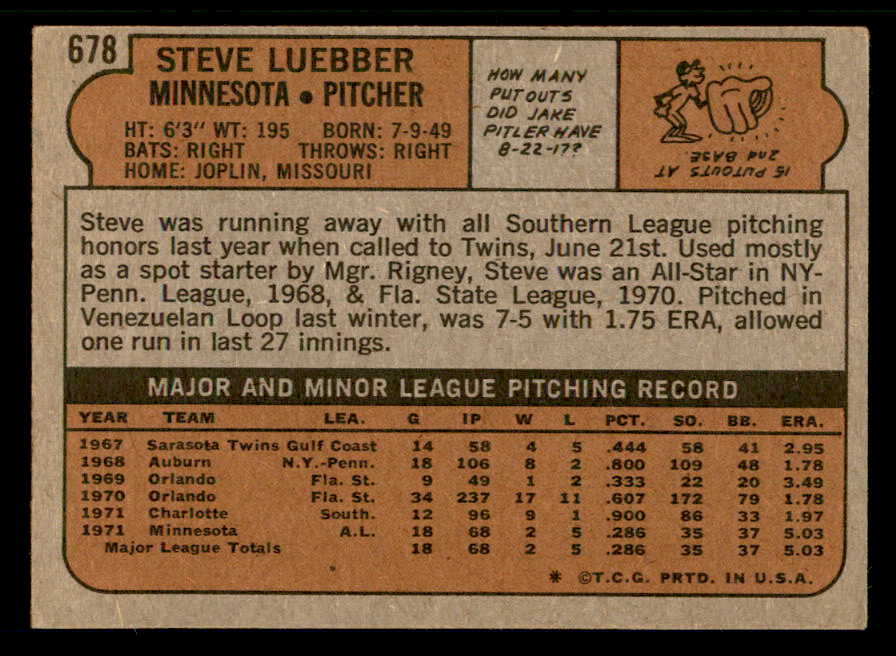 678
STEVE LUEBBER
MINNESOTA • PITCHER
HT: 6'3" WT: 195 BORN: 7-9-49
BATS: RIGHT THROWS: RIGHT
HOME: JOPLIN, MISSOURI
HOW MANY
PUTOUTS
DID JAKE
PITLER HAVE
8-22-17?
15 PUTOUTS AT
2nd BASE.
Steve was running away with all Southern League pitching
honors last year when called to Twins, June 21st. Used mostly
as a spot starter by Mgr. Rigney, Steve was an All-Star in NY-
Penn. League, 1968, & Fla. State League, 1970. Pitched in
Venezuelan Loop last winter, was 7-5 with 1.75 ERA, allowed
one run in last 27 innings.
MAJOR AND MINOR LEAGUE PITCHING RECORD
YEAR TEAM LEA. G IP W L PCT. SO. BB. ERA.
1967 Sarasota Twins Gulf Coast 14 58 4 5 .444 58 41 2.95
1968 Auburn N.Y.-Penn. 18 106 8 2 .800 109 48 1.78
1969 Orlando Fla. St. 9 49 1 2 .333 22 20 3.49
1970 Orlando Fla. St. 34 237 17 11 .607 172 79 1.78
1971 Charlotte South. 12 96 9 1 .900 86 33 1.97
1971 Minnesota A.L. 18 68 2 5 .286 35 37 5.03
Major League Totals 18 68 2 5 .286 35 37 5.03
* ©T.C.G. PRTD. IN U.S.A.